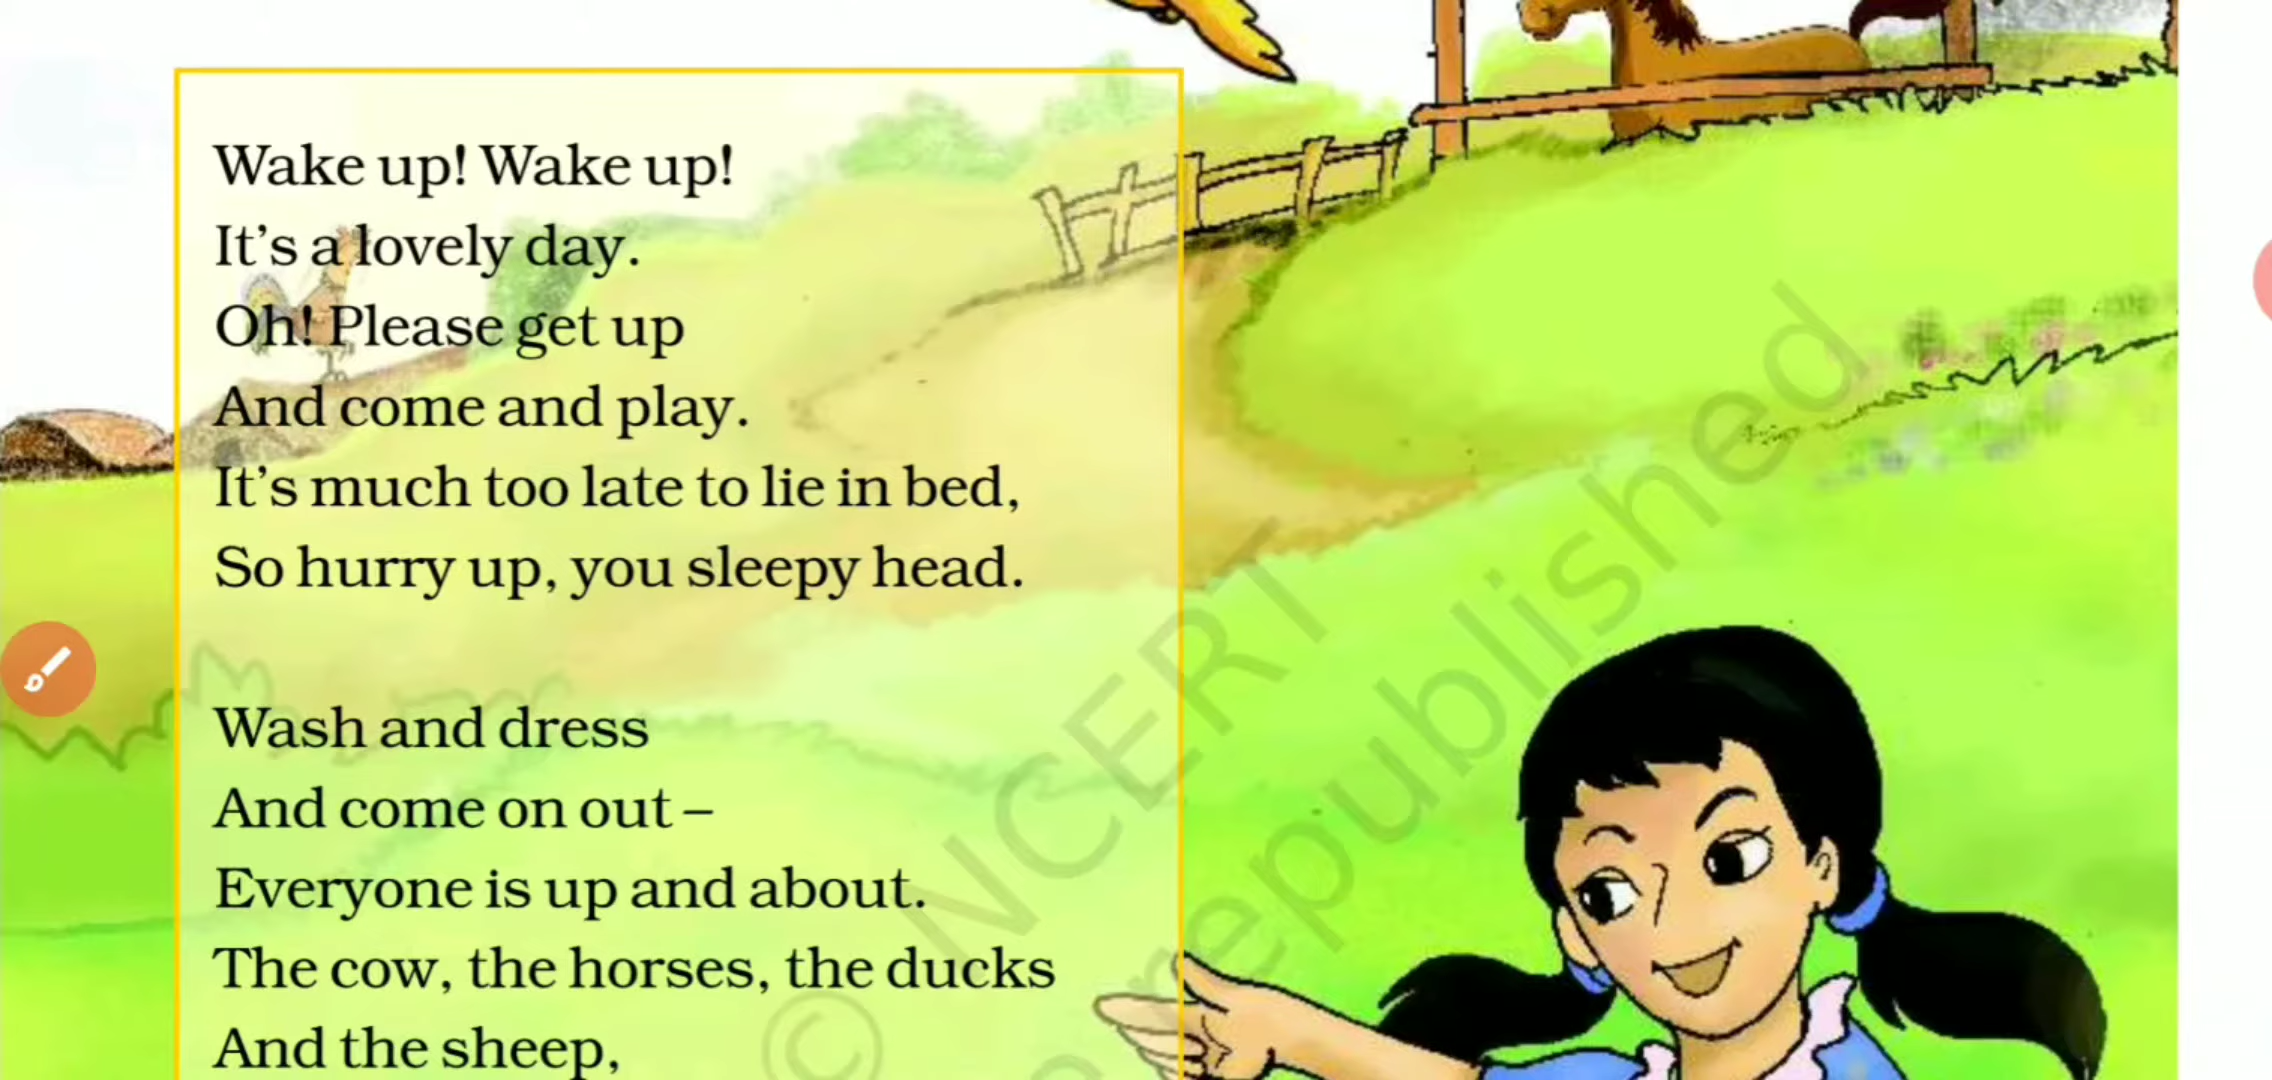 Wake up! Wake up!
It’s a lovely day.
Oh! Please get up
And come and play.
It’s much too late to lie in bed,
So hurry up, you sleepy head.
Wash and dress
And come on out –
Everyone is up and about.
The cow, the horses, the ducks
And the sheep,
© NCERT
republished